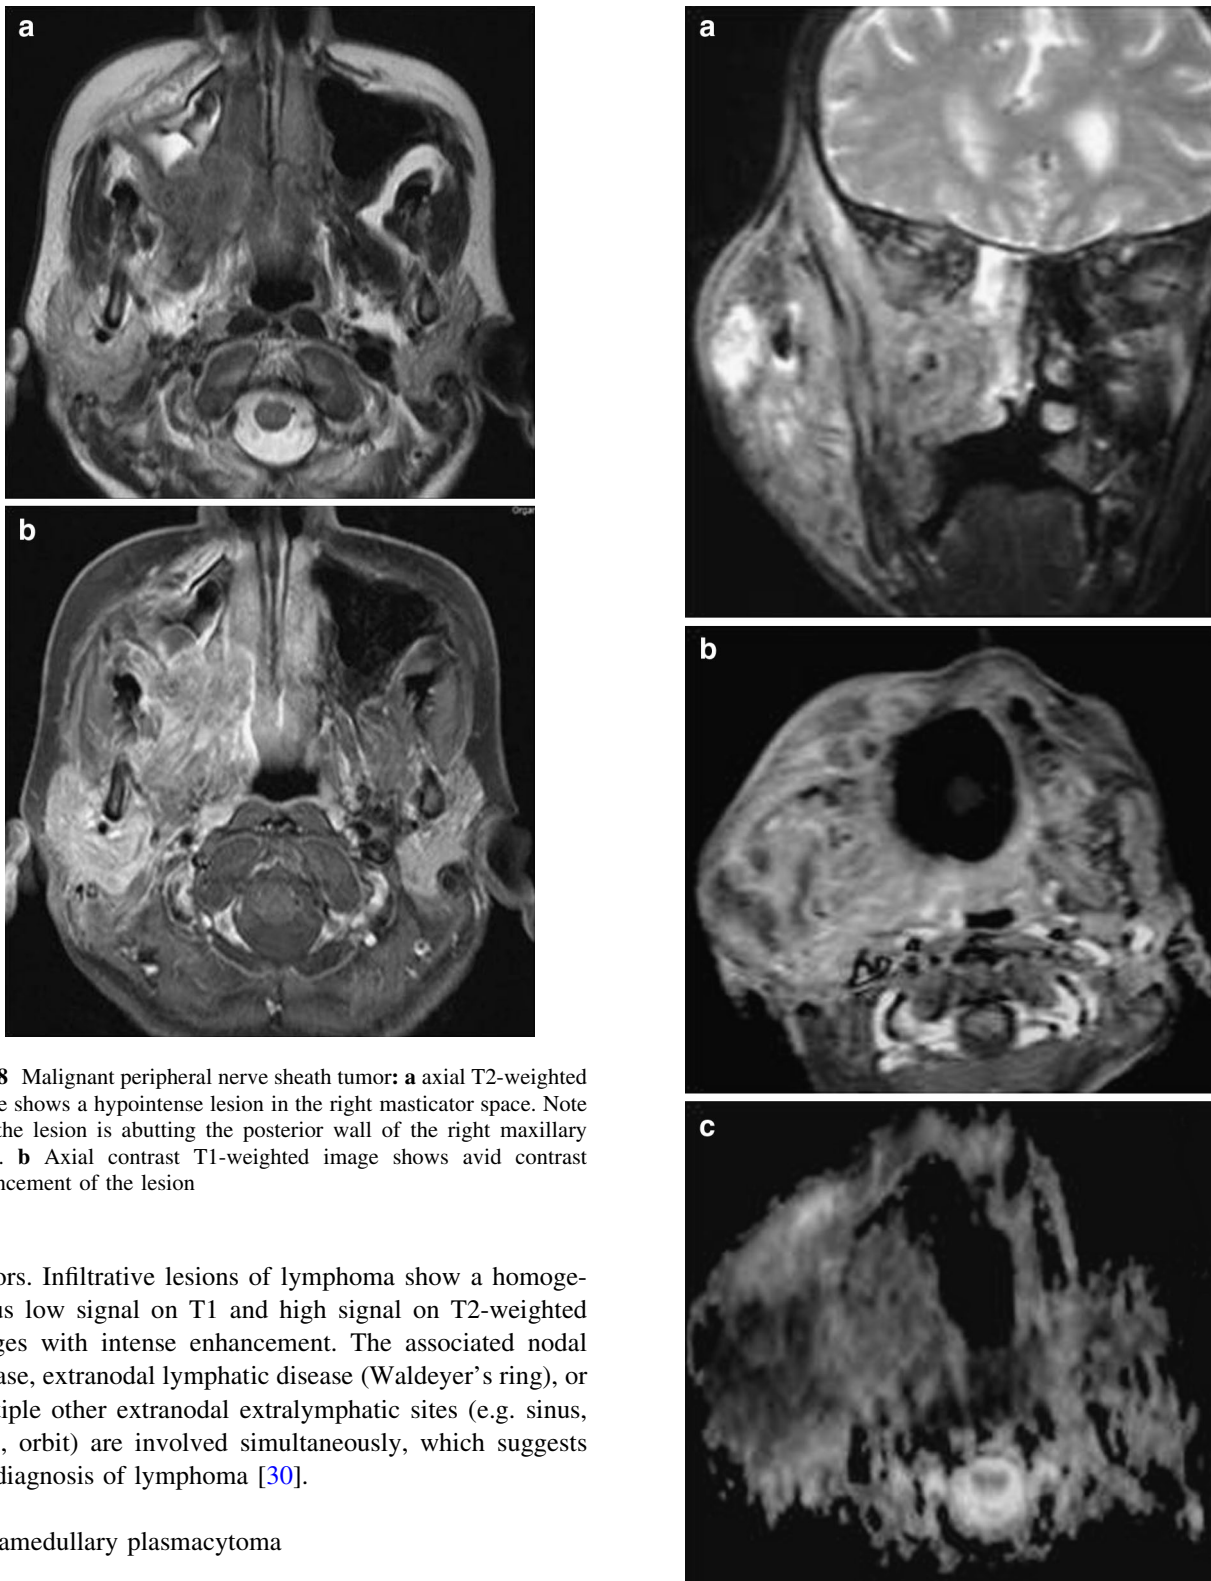 a
b
Organ
8 Malignant peripheral nerve sheath tumor: a axial T2-weighted
e shows a hypointense lesion in the right masticator space. Note
the lesion is abutting the posterior wall of the right maxillary
. b Axial contrast T1-weighted image shows avid contrast
ncement of the lesion
ors. Infiltrative lesions of lymphoma show a homoge-
us low signal on T1 and high signal on T2-weighted
ges with intense enhancement. The associated nodal
ase, extranodal lymphatic disease (Waldeyer's ring), or
tiple other extranodal extralymphatic sites (e.g. sinus,
, orbit) are involved simultaneously, which suggests
diagnosis of lymphoma [30].
amedullary plasmacytoma
a
b
c